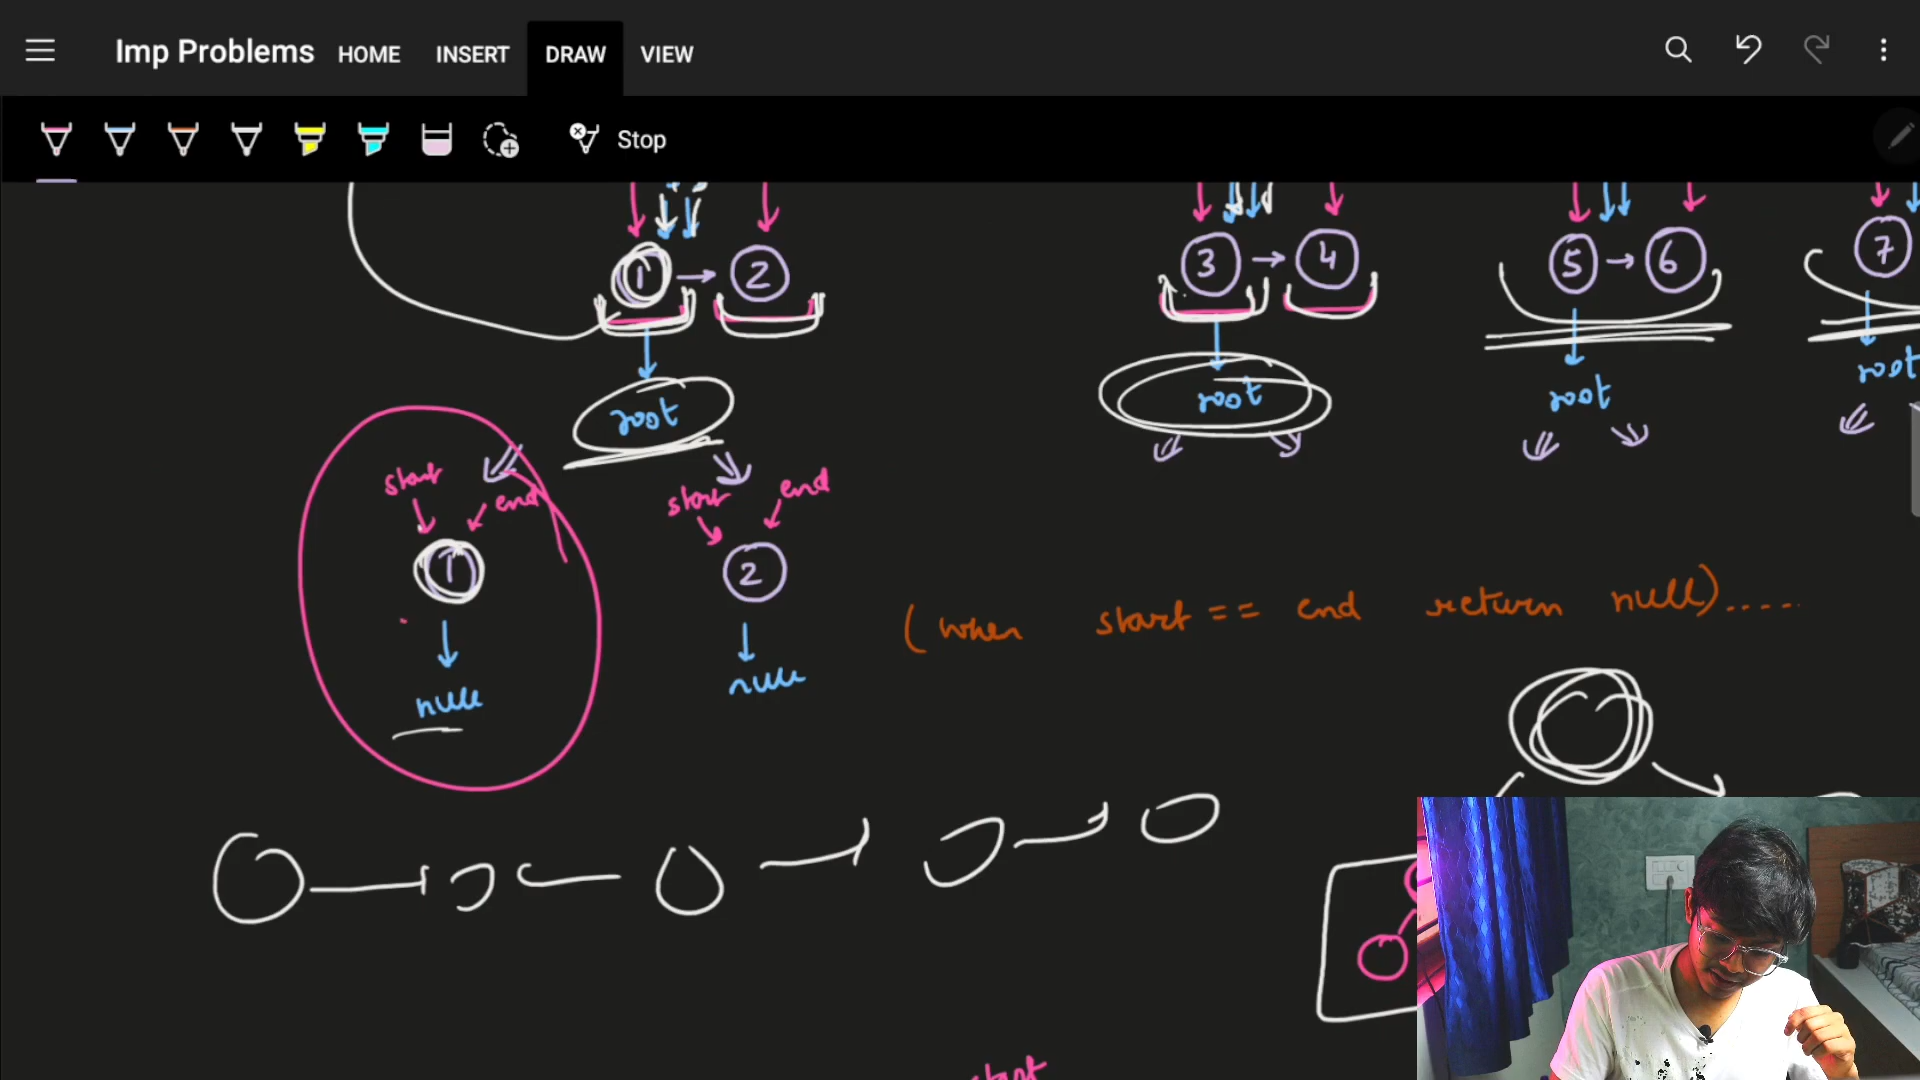 Imp Problems HOME INSERT DRAW VIEW
Stop
1 → 2 3 → 4 5 → 6 7
root root root root
start end start end
1 2
null null
(when start == end return null).....
start